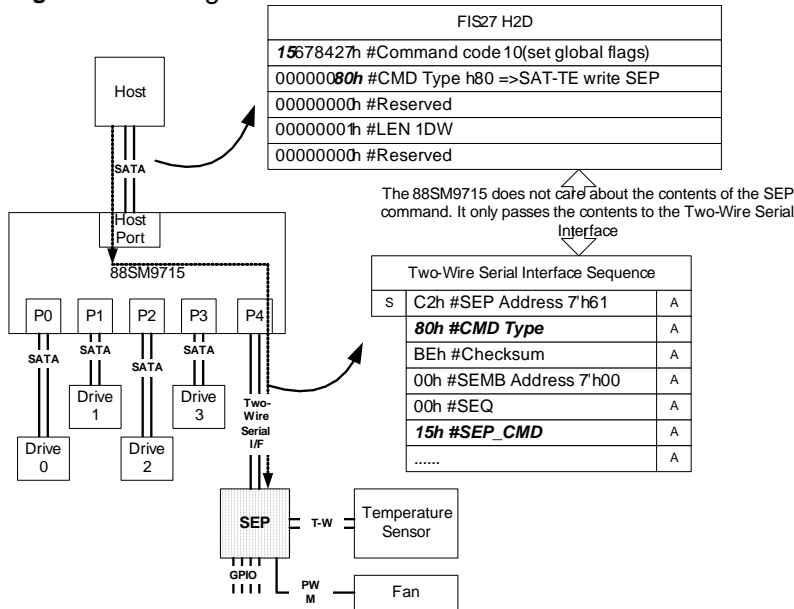 FIS27 H2D
15678427h #Command code10(set global flags)
00000080h #CMD Type h80 =>SAT-TE write SEP
00000000h #Reserved
00000001h #LEN 1DW
00000000h #Reserved
Host
SATA
The 88SM9715 does not care about the contents of the SEP
command. It only passes the contents to the Two-Wire Serial
Interface
Host
Port
88SM9715
P0
P1
P2
P3
P4
SATA
SATA
SATA
SATA
Drive
0
Drive
1
Drive
2
Drive
3
Two-
Wire
Serial
I/F
Two-Wire Serial Interface Sequence
S C2h #SEP Address 7'h61 A
80h #CMD Type A
BEh #Checksum A
00h #SEMB Address 7'h00 A
00h #SEQ A
15h #SEP_CMD A
...... A
SEP
T-W
Temperature
Sensor
GPIO
PW
M
Fan